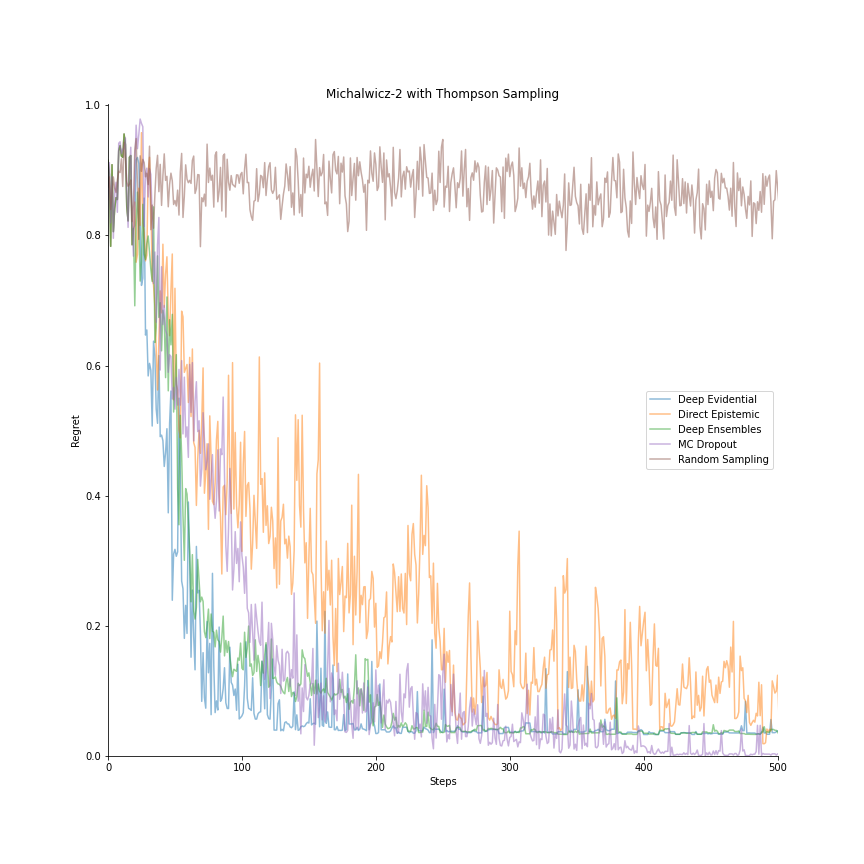 Michalwicz-2 with Thompson Sampling
1.0
0.8
0.6
0.4
0.2
0.0
Regret
Deep Evidential
Direct Epistemic
Deep Ensembles
MC Dropout
Random Sampling
0 100 200 300 400 500
Steps